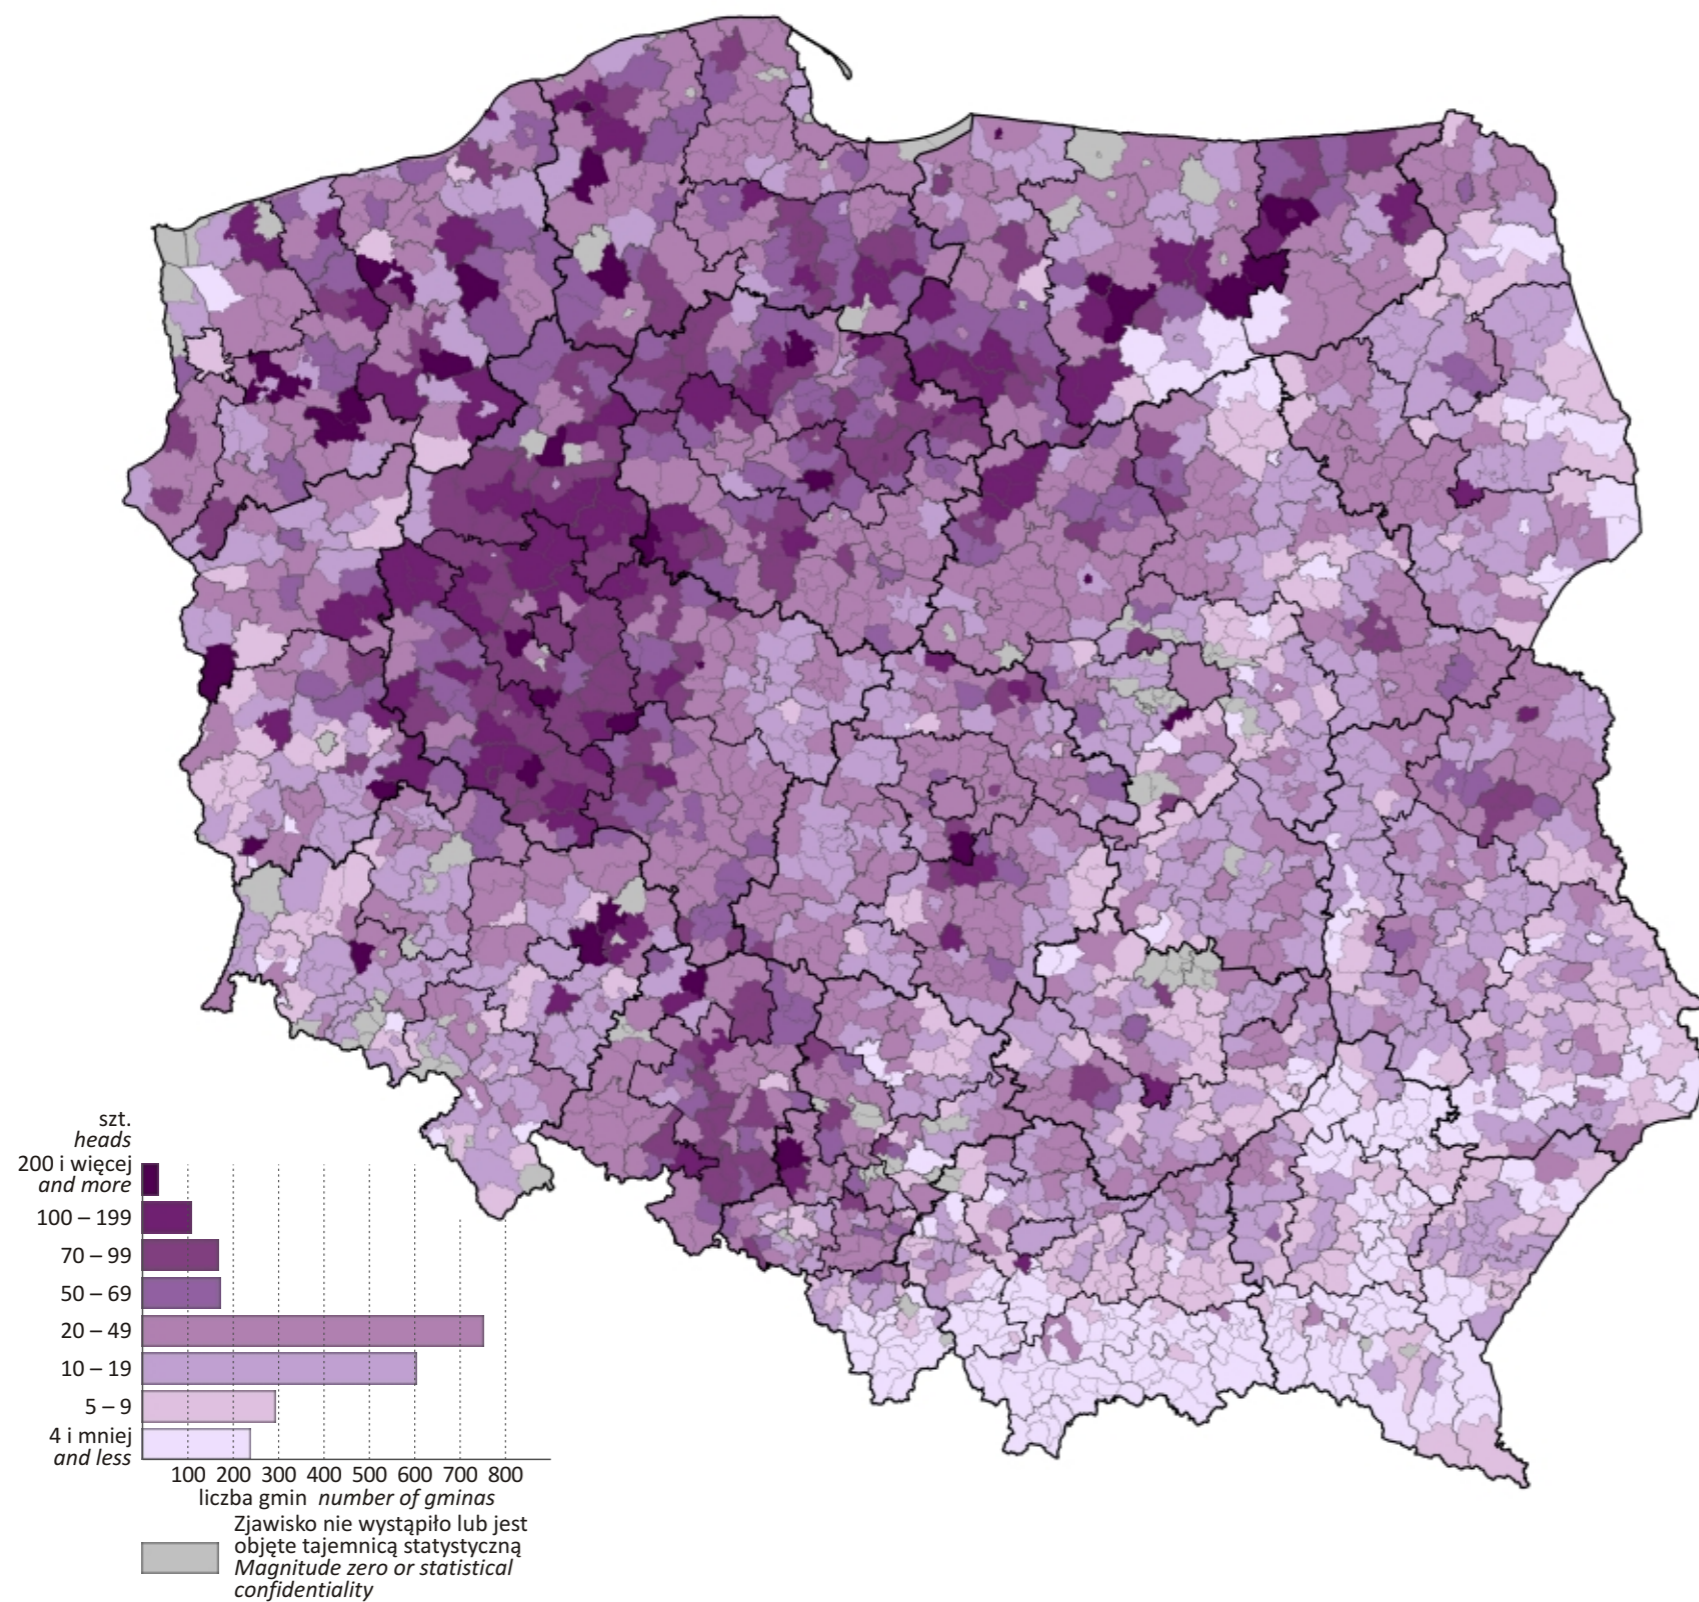 szt.
heads
200 i więcej
and more
100 – 199
70 – 99
50 – 69
20 – 49
10 – 19
5 – 9
4 i mniej
and less
100 200 300 400 500 600 700 800
liczba gmin number of gminas
Zjawisko nie wystąpiło lub jest
objęte tajemnicą statystyczną
Magnitude zero or statistical
confidentiality